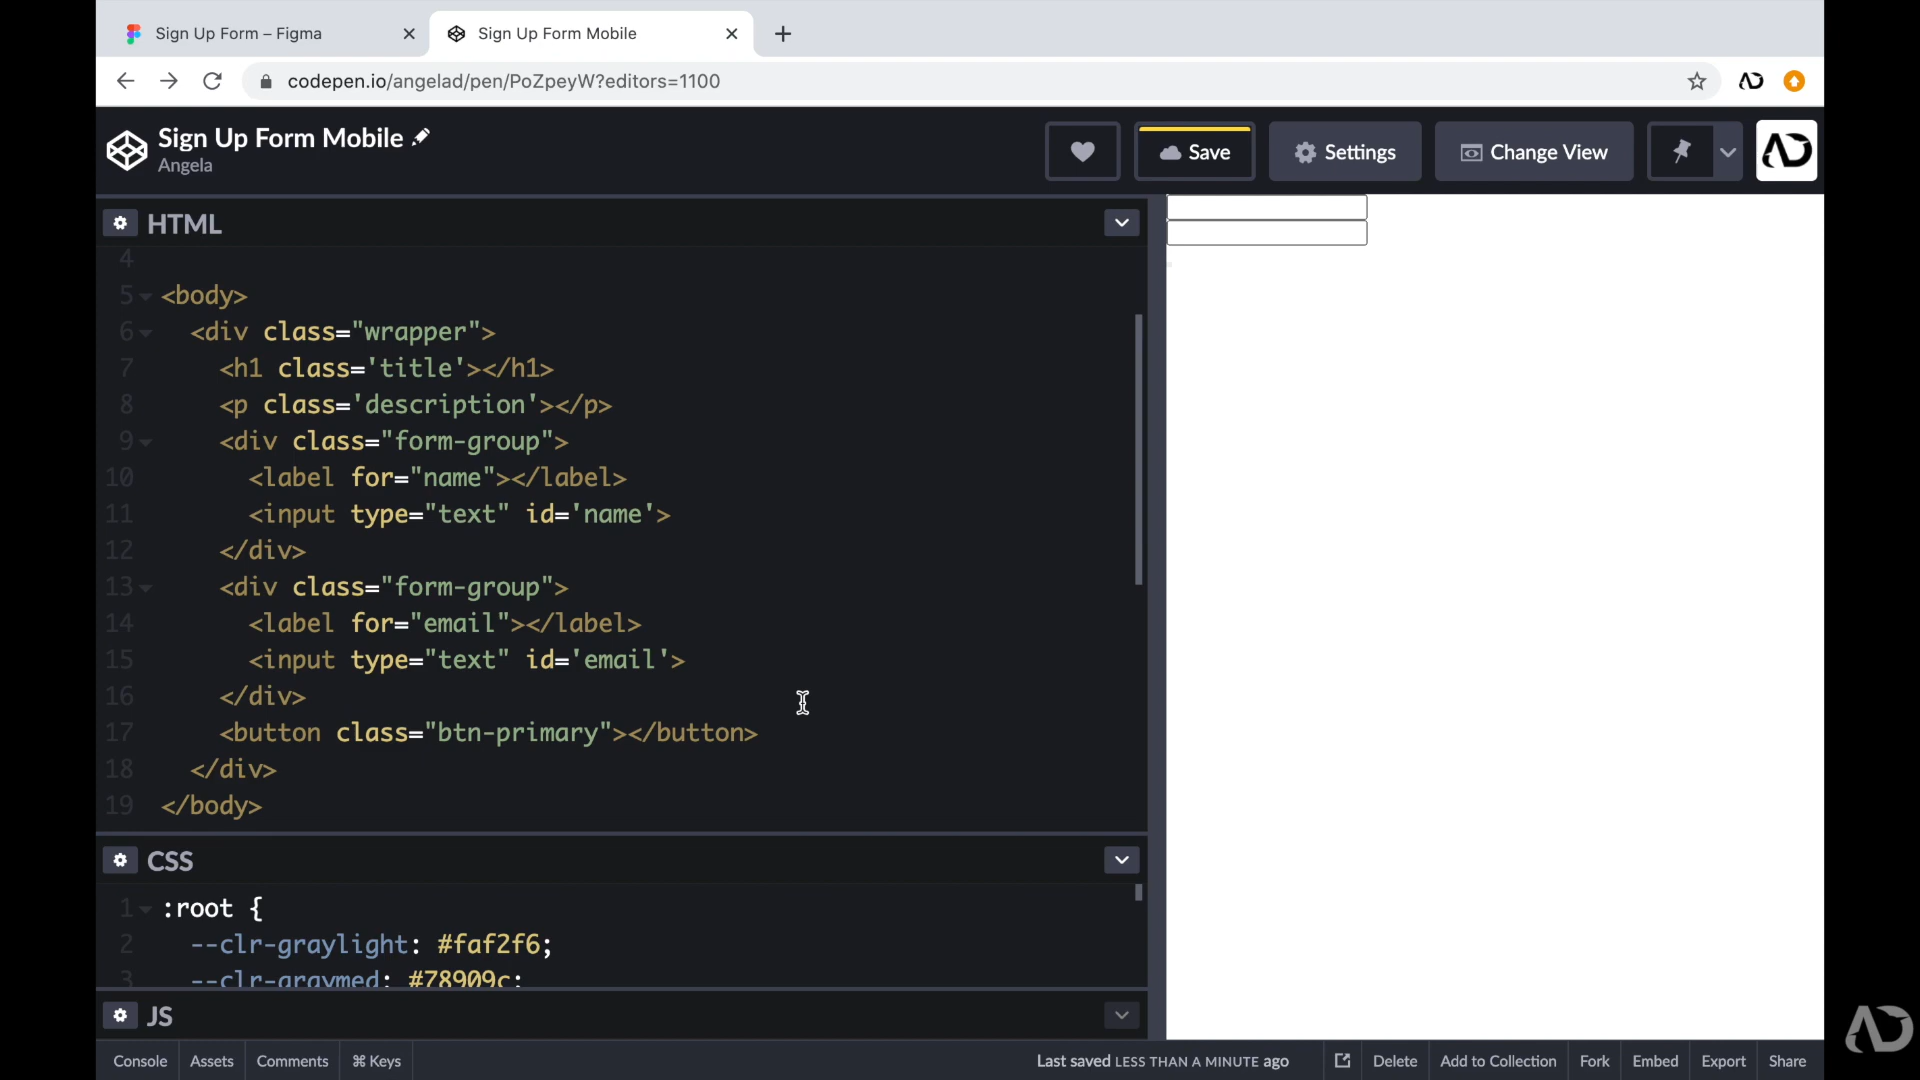 Sign Up Form – Figma
Sign Up Form Mobile
codepen.io/angelad/pen/PoZpeyW?editors=1100
Sign Up Form Mobile
Angela
Save
Settings
Change View
HTML
4
5 <body>
6 <div class="wrapper">
7 <h1 class='title'></h1>
8 <p class='description'></p>
9 <div class="form-group">
10 <label for="name"></label>
11 <input type="text" id='name'>
12 </div>
13 <div class="form-group">
14 <label for="email"></label>
15 <input type="text" id='email'>
16 </div>
17 <button class="btn-primary"></button>
18 </div>
19 </body>
CSS
1 :root {
2 --clr-graylight: #faf2f6;
3 --clr-graymed: #78909c;
JS
Console
Assets
Comments
⌘ Keys
Last saved LESS THAN A MINUTE ago
Delete
Add to Collection
Fork
Embed
Export
Share